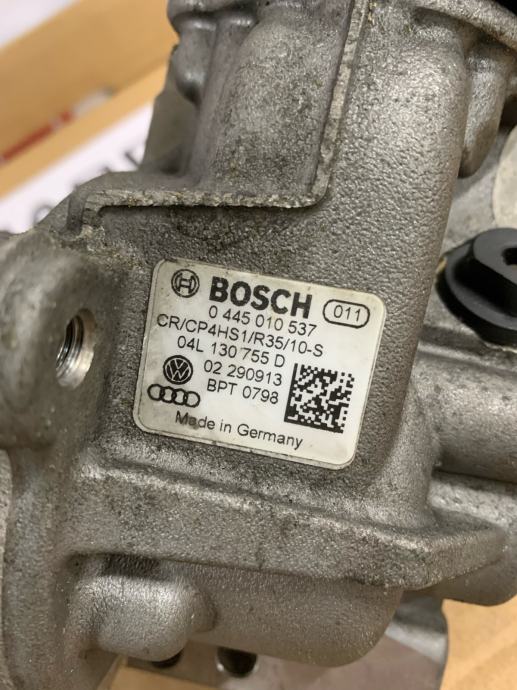 BOSCH 011
0 445 010 537
CR/CP4HS1/R35/10-S
04L 130 755 D
02 290913
BPT 0798
Made in Germany